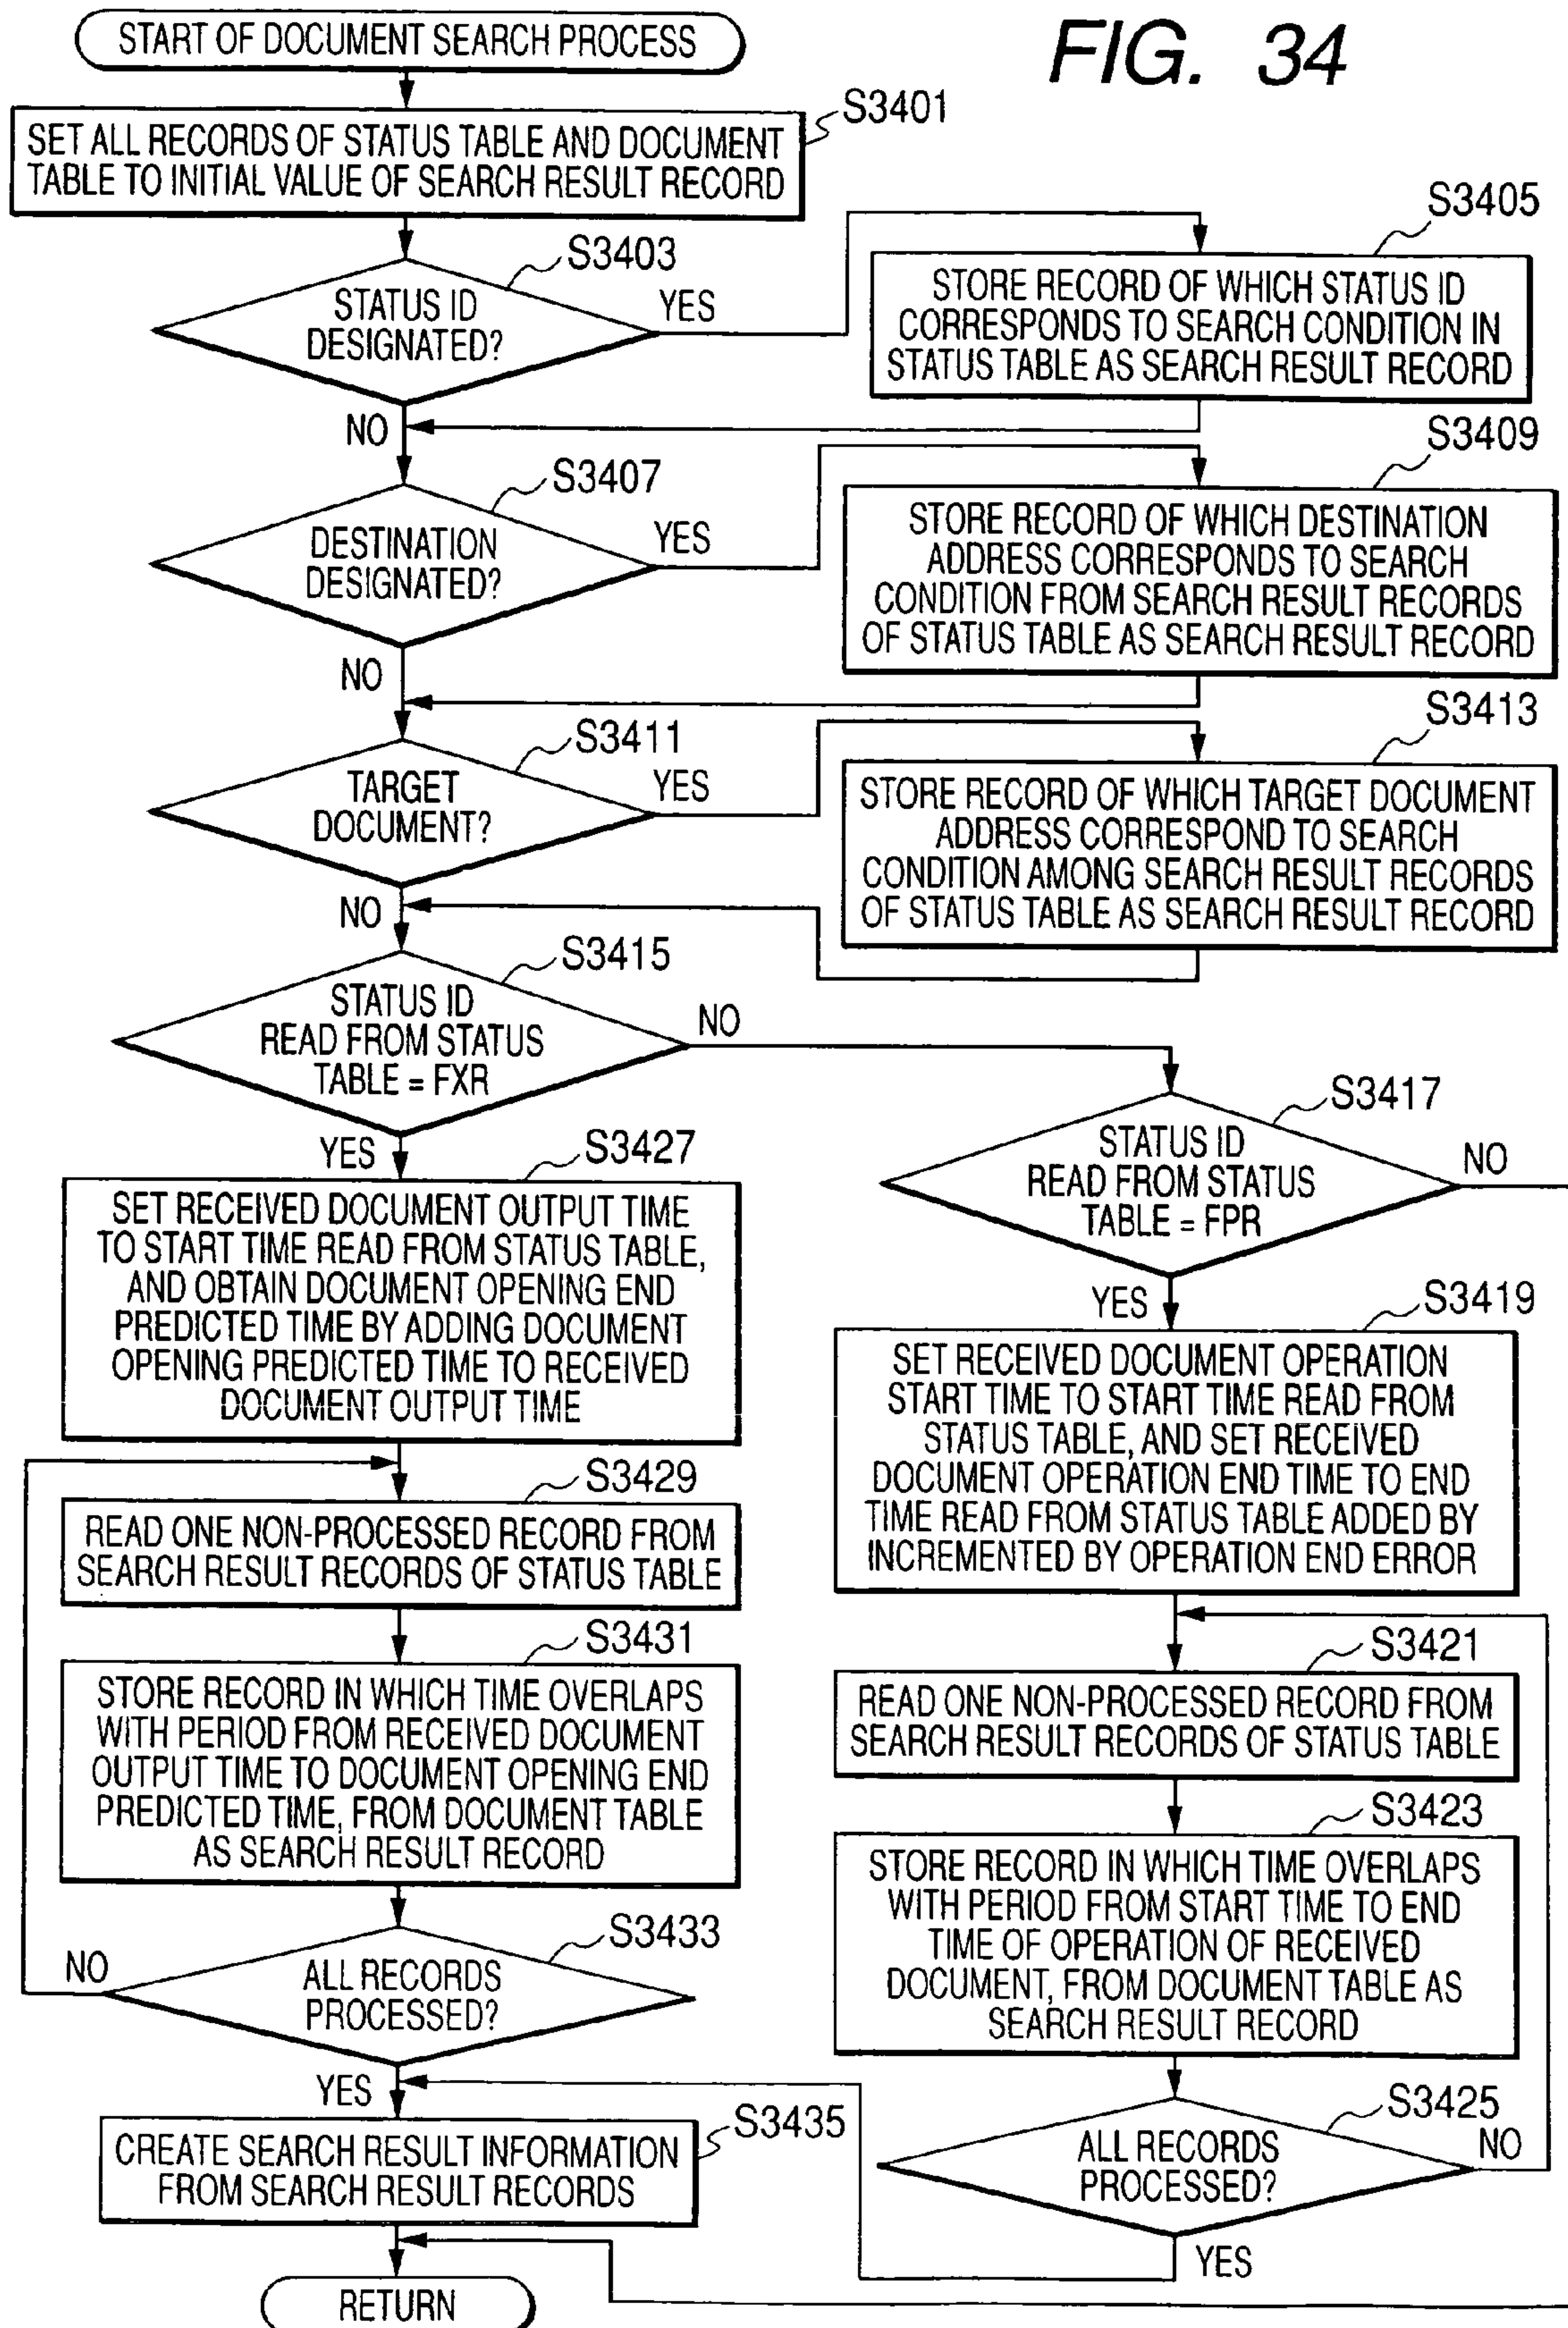 FIG. 34
START OF DOCUMENT SEARCH PROCESS
S3401
SET ALL RECORDS OF STATUS TABLE AND DOCUMENT
TABLE TO INITIAL VALUE OF SEARCH RESULT RECORD
S3403
STATUS ID
DESIGNATED?
YES
NO
S3405
STORE RECORD OF WHICH STATUS ID
CORRESPONDS TO SEARCH CONDITION IN
STATUS TABLE AS SEARCH RESULT RECORD
S3407
DESTINATION
DESIGNATED?
YES
NO
S3409
STORE RECORD OF WHICH DESTINATION
ADDRESS CORRESPONDS TO SEARCH
CONDITION FROM SEARCH RESULT RECORDS
OF STATUS TABLE AS SEARCH RESULT RECORD
S3411
TARGET
DOCUMENT?
YES
NO
S3413
STORE RECORD OF WHICH TARGET DOCUMENT
ADDRESS CORRESPOND TO SEARCH
CONDITION AMONG SEARCH RESULT RECORDS
OF STATUS TABLE AS SEARCH RESULT RECORD
S3415
STATUS ID
READ FROM STATUS
TABLE = FXR
NO
YES
S3417
STATUS ID
READ FROM STATUS
TABLE = FPR
NO
YES
S3427
SET RECEIVED DOCUMENT OUTPUT TIME
TO START TIME READ FROM STATUS TABLE,
AND OBTAIN DOCUMENT OPENING END
PREDICTED TIME BY ADDING DOCUMENT
OPENING PREDICTED TIME TO RECEIVED
DOCUMENT OUTPUT TIME
S3419
SET RECEIVED DOCUMENT OPERATION
START TIME TO START TIME READ FROM
STATUS TABLE, AND SET RECEIVED
DOCUMENT OPERATION END TIME TO END
TIME READ FROM STATUS TABLE ADDED BY
INCREMENTED BY OPERATION END ERROR
S3429
READ ONE NON-PROCESSED RECORD FROM
SEARCH RESULT RECORDS OF STATUS TABLE
S3421
READ ONE NON-PROCESSED RECORD FROM
SEARCH RESULT RECORDS OF STATUS TABLE
S3431
STORE RECORD IN WHICH TIME OVERLAPS
WITH PERIOD FROM RECEIVED DOCUMENT
OUTPUT TIME TO DOCUMENT OPENING END
PREDICTED TIME, FROM DOCUMENT TABLE
AS SEARCH RESULT RECORD
S3423
STORE RECORD IN WHICH TIME OVERLAPS
WITH PERIOD FROM START TIME TO END
TIME OF OPERATION OF RECEIVED
DOCUMENT, FROM DOCUMENT TABLE AS
SEARCH RESULT RECORD
S3433
ALL RECORDS
PROCESSED?
NO
YES
S3425
ALL RECORDS
PROCESSED?
NO
YES
S3435
CREATE SEARCH RESULT INFORMATION
FROM SEARCH RESULT RECORDS
RETURN